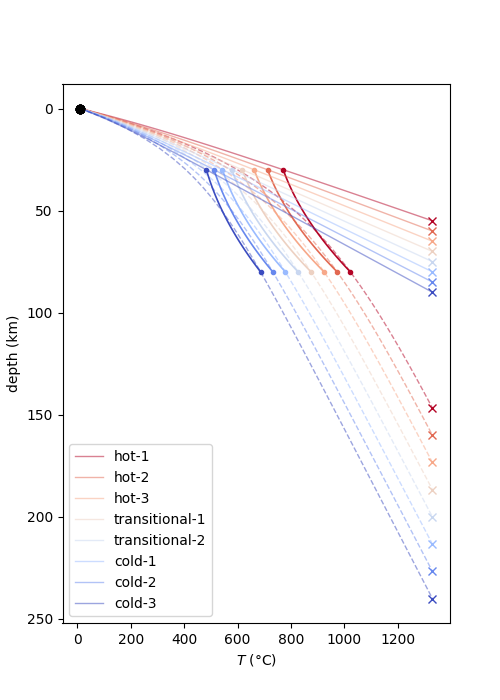 0
50
100
150
200
250
depth (km)
hot-1
hot-2
hot-3
transitional-1
transitional-2
cold-1
cold-2
cold-3
0 200 400 600 800 1000 1200
T (°C)